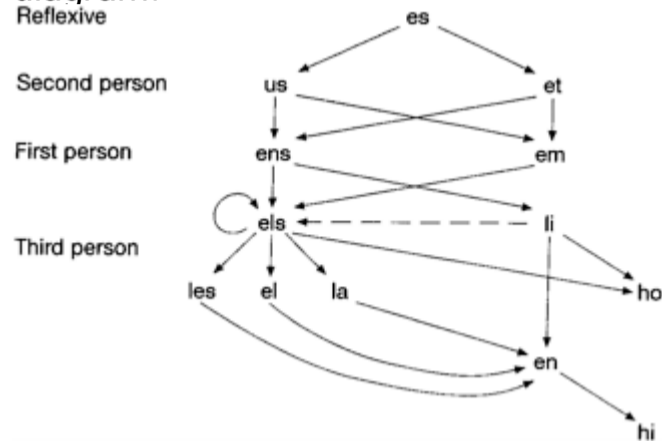 Reflexive es
Second person us et
First person ens em
els li
Third person
les el la ho
en
hi